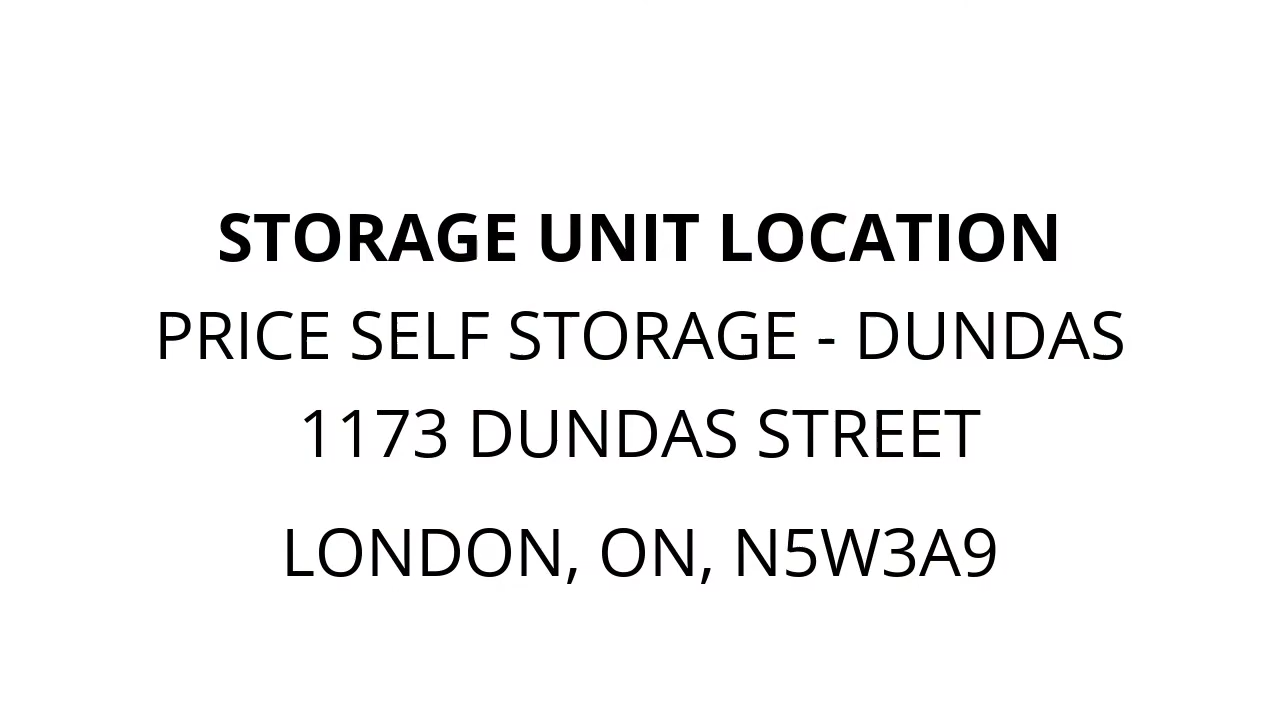 STORAGE UNIT LOCATION
PRICE SELF STORAGE - DUNDAS
1173 DUNDAS STREET
LONDON, ON, N5W3A9